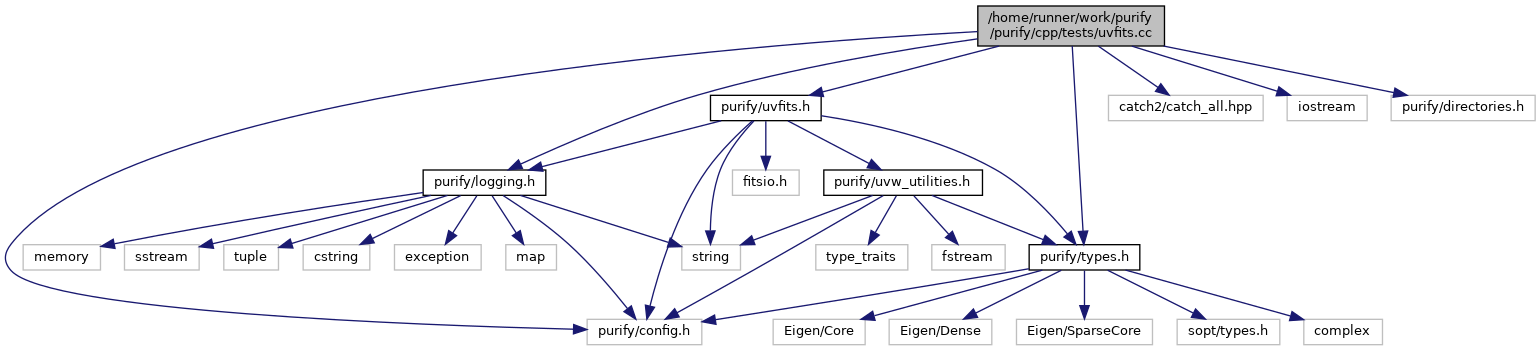 /home/runner/work/purify
/purify/cpp/tests/uvfits.cc
purify/uvfits.h
catch2/catch_all.hpp
iostream
purify/directories.h
purify/logging.h
fitsio.h
purify/uvw_utilities.h
memory
sstream
tuple
cstring
exception
map
string
type_traits
fstream
purify/types.h
purify/config.h
Eigen/Core
Eigen/Dense
Eigen/SparseCore
sopt/types.h
complex